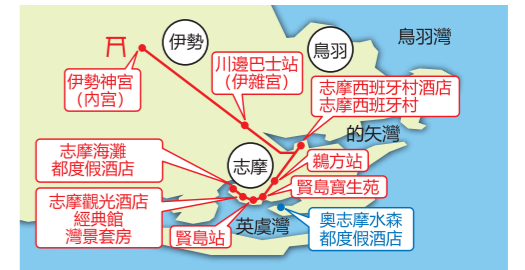 伊勢
鳥羽
鳥羽灣
伊勢神宮
（內宮）
川邊巴士站
（伊雜宮）
志摩西班牙村酒店
志摩西班牙村
的矢灣
志摩海灘
都度假酒店
志摩
鵜方站
賢島寶生苑
志摩觀光酒店
經典館
灣景套房
賢島站
英虞灣
奧志摩水森
都度假酒店